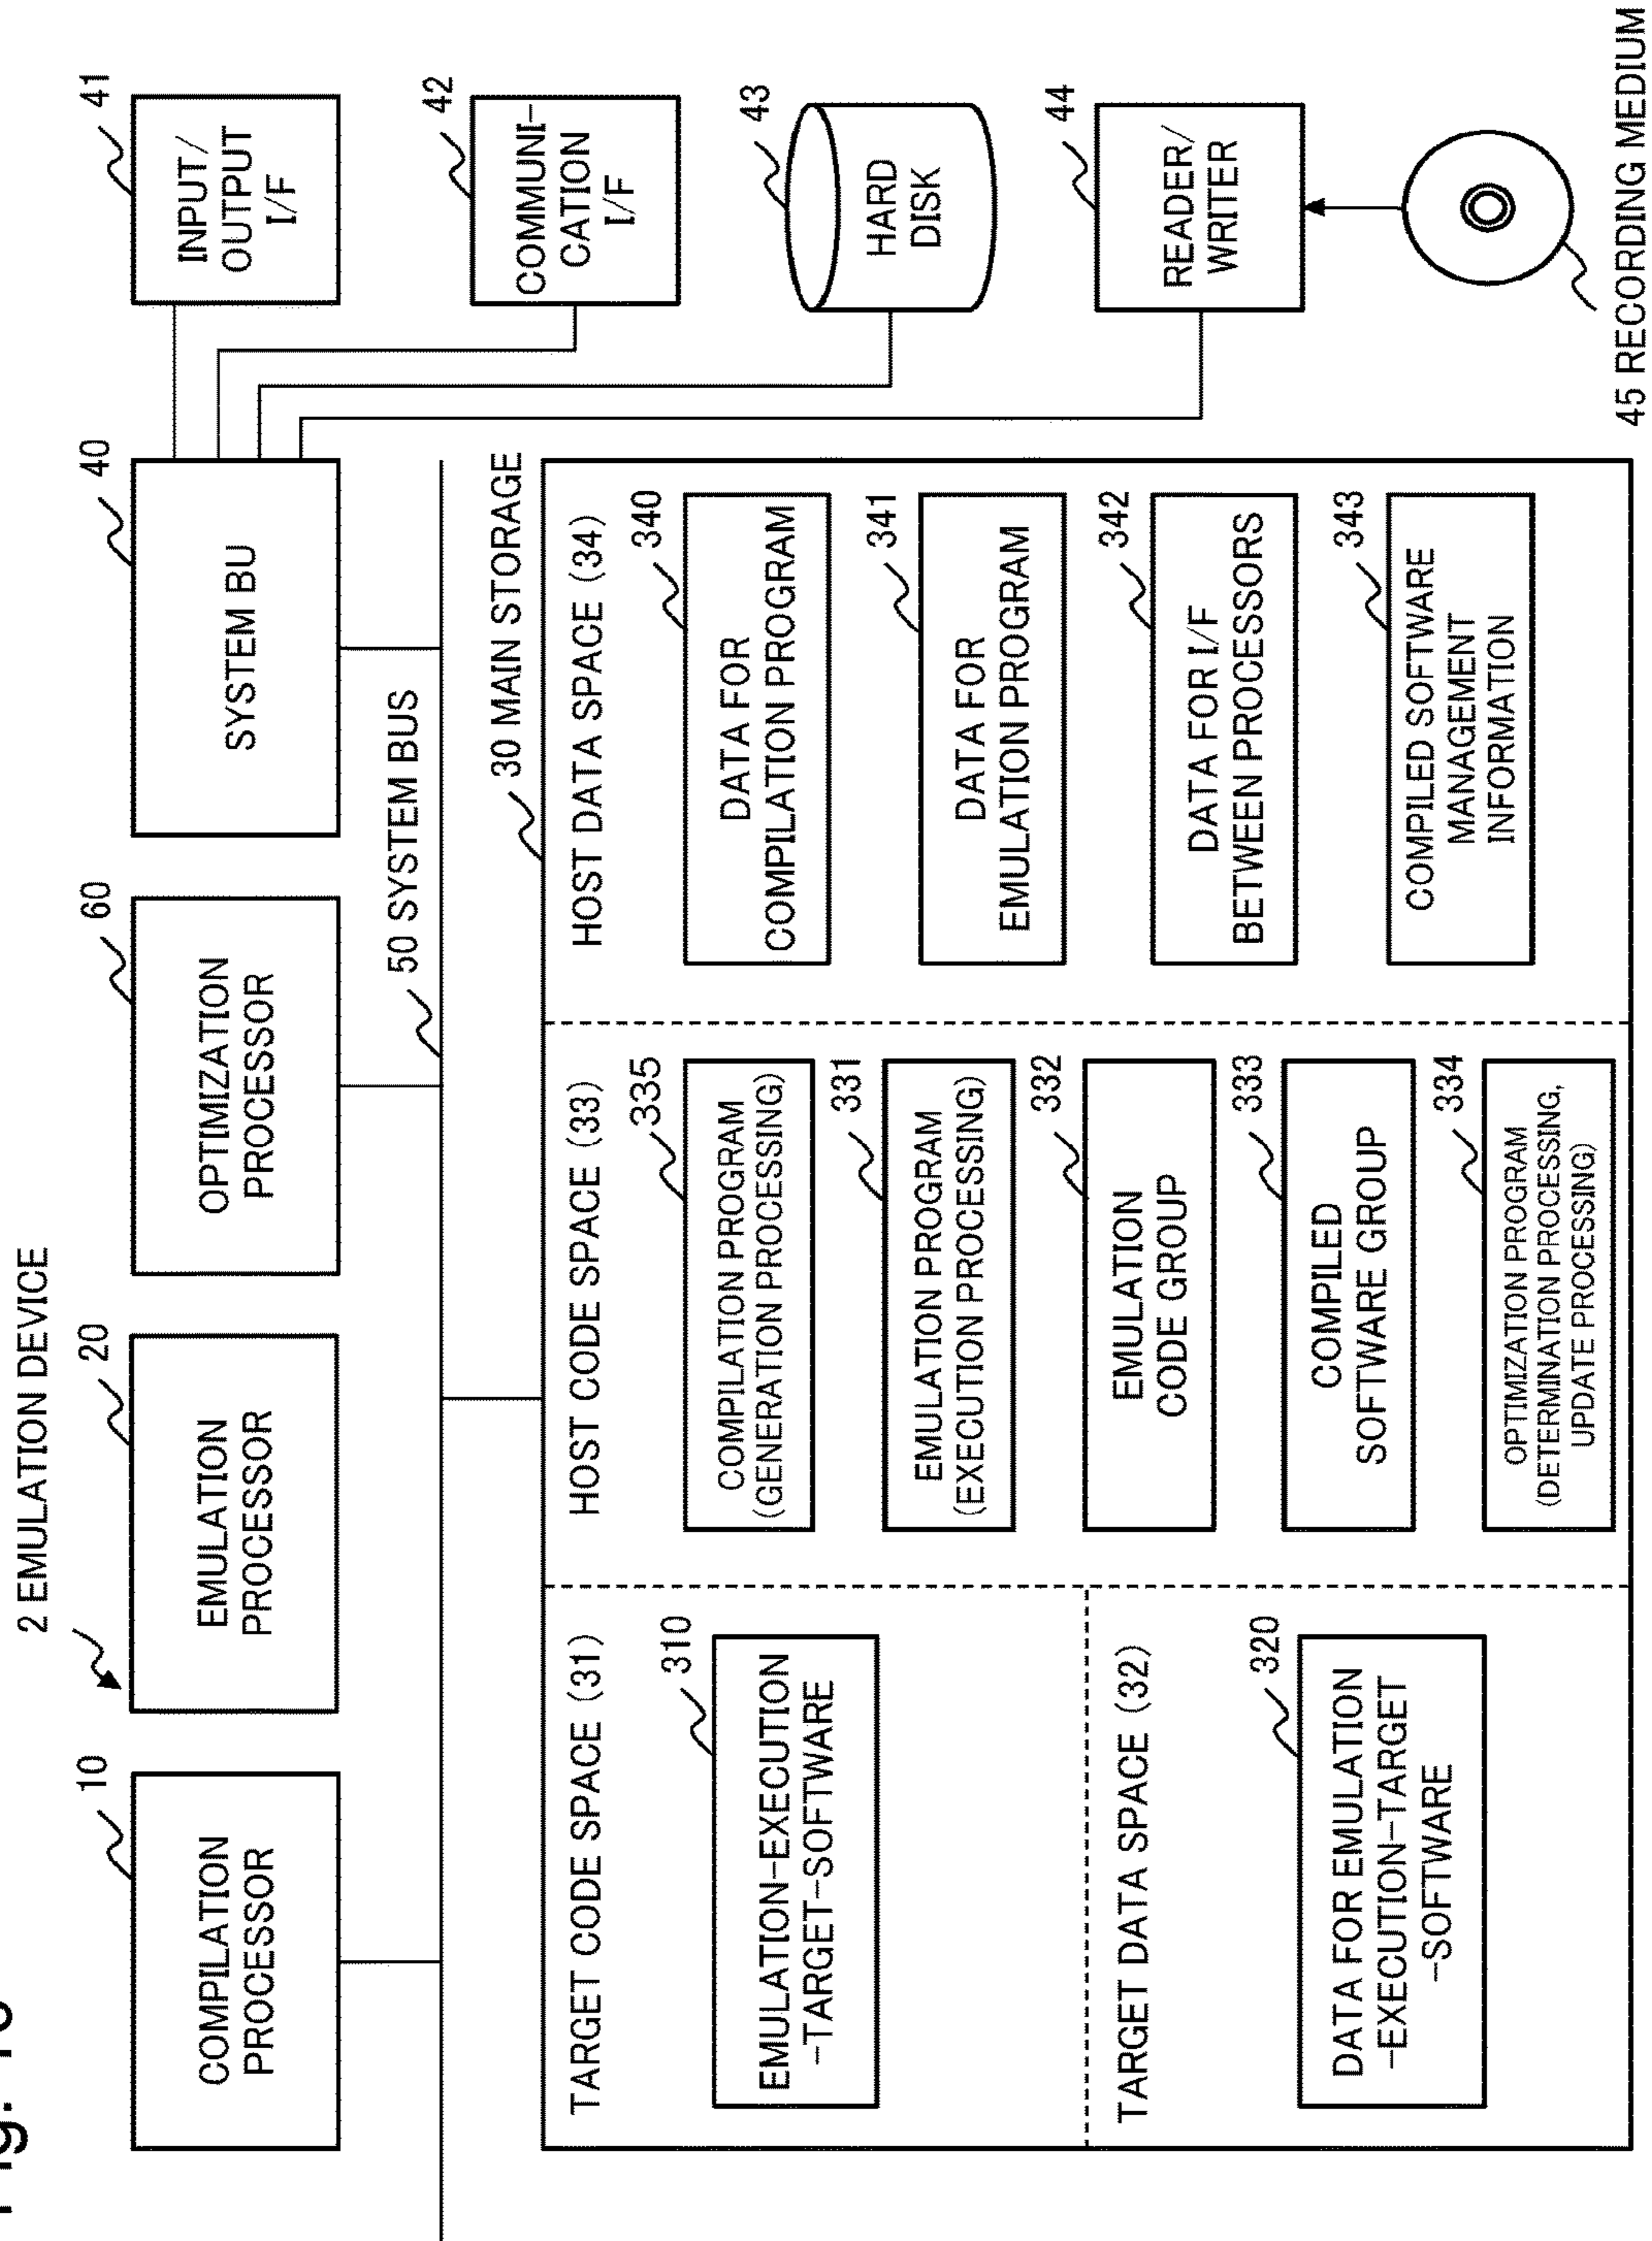 Fig.
2 EMULATION DEVICE
10
COMPILATION
PROCESSOR
20
EMULATION
PROCESSOR
60
OPTIMIZATION
PROCESSOR
40
SYSTEM BU
41
INPUT/
OUTPUT
I/F
42
COMMUNI-
CATION
I/F
43
HARD
DISK
44
READER/
WRITER
45 RECORDING MEDIUM
50 SYSTEM BUS
30 MAIN STORAGE
TARGET CODE SPACE (31)
310
EMULATION-EXECUTION
-TARGET-SOFTWARE
TARGET DATA SPACE (32)
320
DATA FOR EMULATION
-EXECUTION-TARGET
-SOFTWARE
HOST CODE SPACE (33)
335
COMPILATION PROGRAM
(GENERATION PROCESSING)
331
EMULATION PROGRAM
(EXECUTION PROCESSING)
332
EMULATION
CODE GROUP
333
COMPILED
SOFTWARE GROUP
334
OPTIMIZATION PROGRAM
(DETERMINATION PROCESSING,
UPDATE PROCESSING)
HOST DATA SPACE (34)
340
DATA FOR
COMPILATION PROGRAM
341
DATA FOR
EMULATION PROGRAM
342
DATA FOR I/F
BETWEEN PROCESSORS
343
COMPILED SOFTWARE
MANAGEMENT
INFORMATION